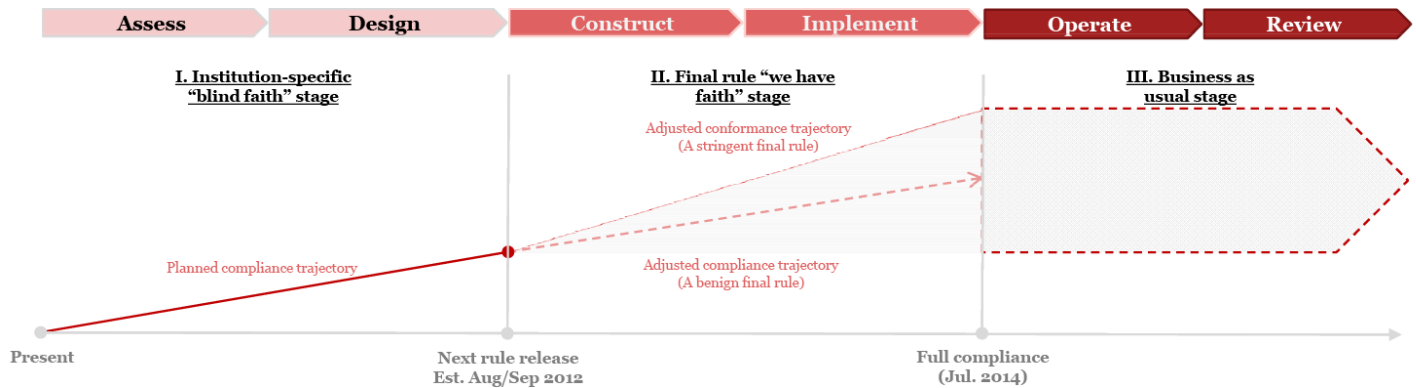 Assess
Design
Construct
Implement
Operate
Review
I. Institution-specific
“blind faith” stage
II. Final rule “we have
faith” stage
III. Business as
usual stage
Adjusted conformance trajectory
(A stringent final rule)
Planned compliance trajectory
Adjusted compliance trajectory
(A benign final rule)
Present
Next rule release
Est. Aug/Sep 2012
Full compliance
(Jul. 2014)